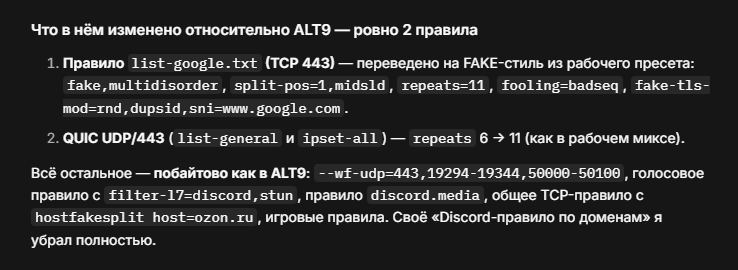 Что в нём изменено относительно ALT9 — ровно 2 правила
1. Правило list-google.txt (TCP 443) — переведено на FAKE-стиль из рабочего пресета:
fake,multidisorder, split-pos=1,midsld, repeats=11, fooling=badseq, fake-tls-
mod=rnd,dupsid,sni=www.google.com.
2. QUIC UDP/443 (list-general и ipset-all) — repeats 6 → 11 (как в рабочем миксе).
Всё остальное — побайтово как в ALT9: --wf-udp=443,19294-19344,50000-50100, голосовое
правило с filter-l7=discord,stun, правило discord.media, общее TCP-правило с
hostfakesplit host=ozon.ru, игровые правила. Своё «Discord-правило по доменам» я
убрал полностью.